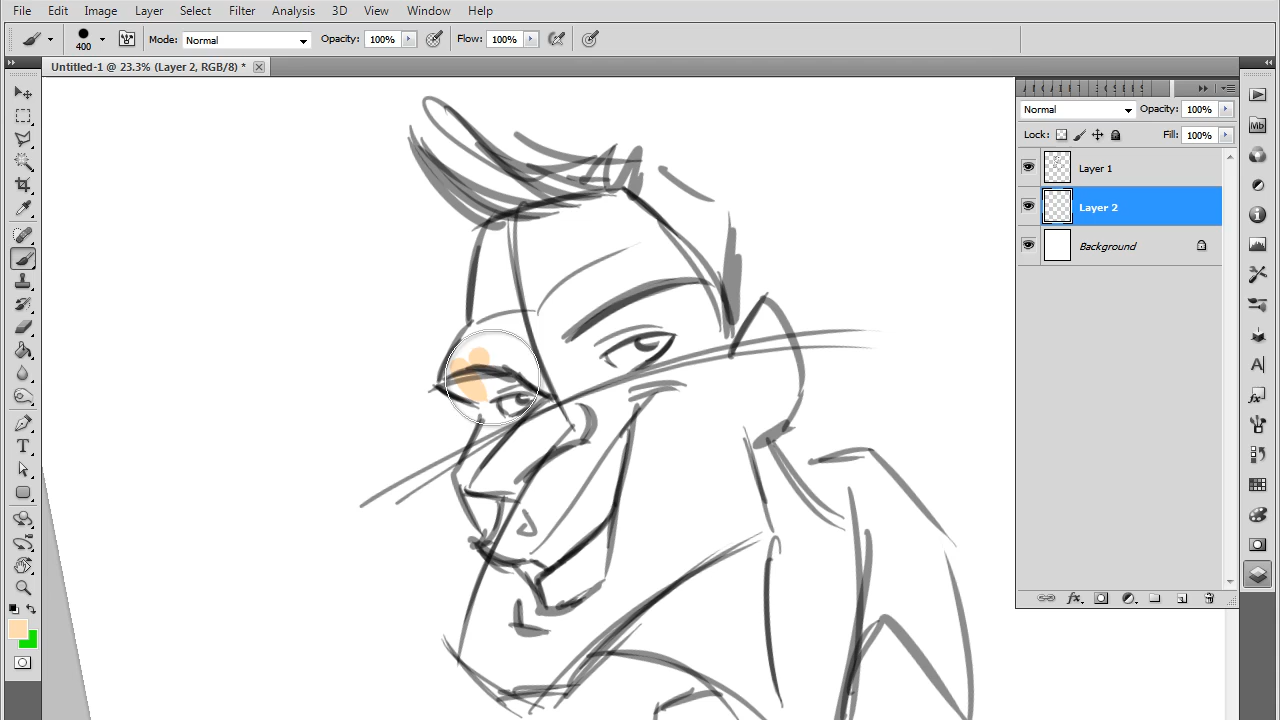 File Edit Image Layer Select Filter Analysis 3D View Window Help
400 Mode: Normal Opacity: 100% Flow: 100%
Untitled-1 @ 23.3% (Layer 2, RGB/8) *
Normal Opacity: 100%
Lock: Fill: 100%
Layer 1
Layer 2
Background